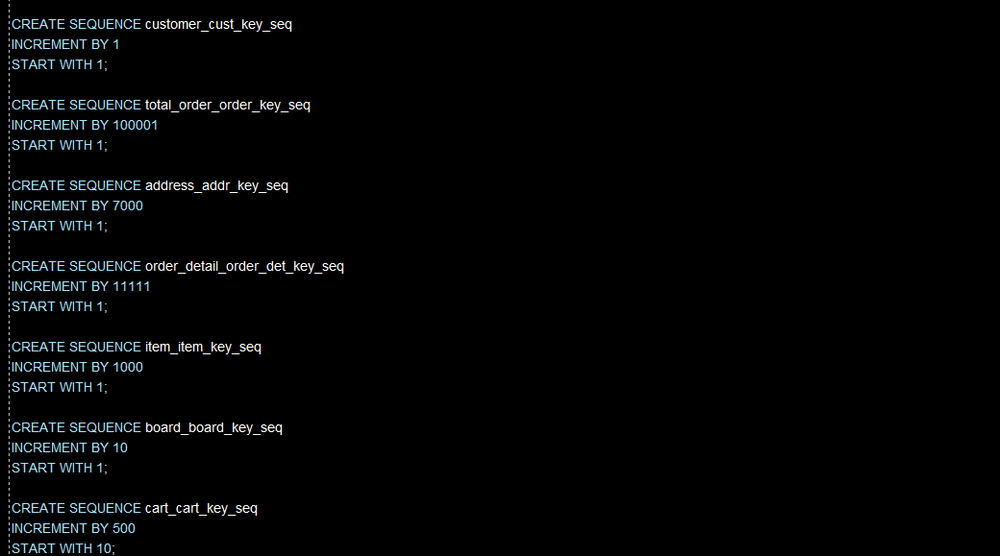 CREATE SEQUENCE customer_cust_key_seq
INCREMENT BY 1
START WITH 1;
CREATE SEQUENCE total_order_order_key_seq
INCREMENT BY 100001
START WITH 1;
CREATE SEQUENCE address_addr_key_seq
INCREMENT BY 7000
START WITH 1;
CREATE SEQUENCE order_detail_order_det_key_seq
INCREMENT BY 11111
START WITH 1;
CREATE SEQUENCE item_item_key_seq
INCREMENT BY 1000
START WITH 1;
CREATE SEQUENCE board_board_key_seq
INCREMENT BY 10
START WITH 1;
CREATE SEQUENCE cart_cart_key_seq
INCREMENT BY 500
START WITH 10;